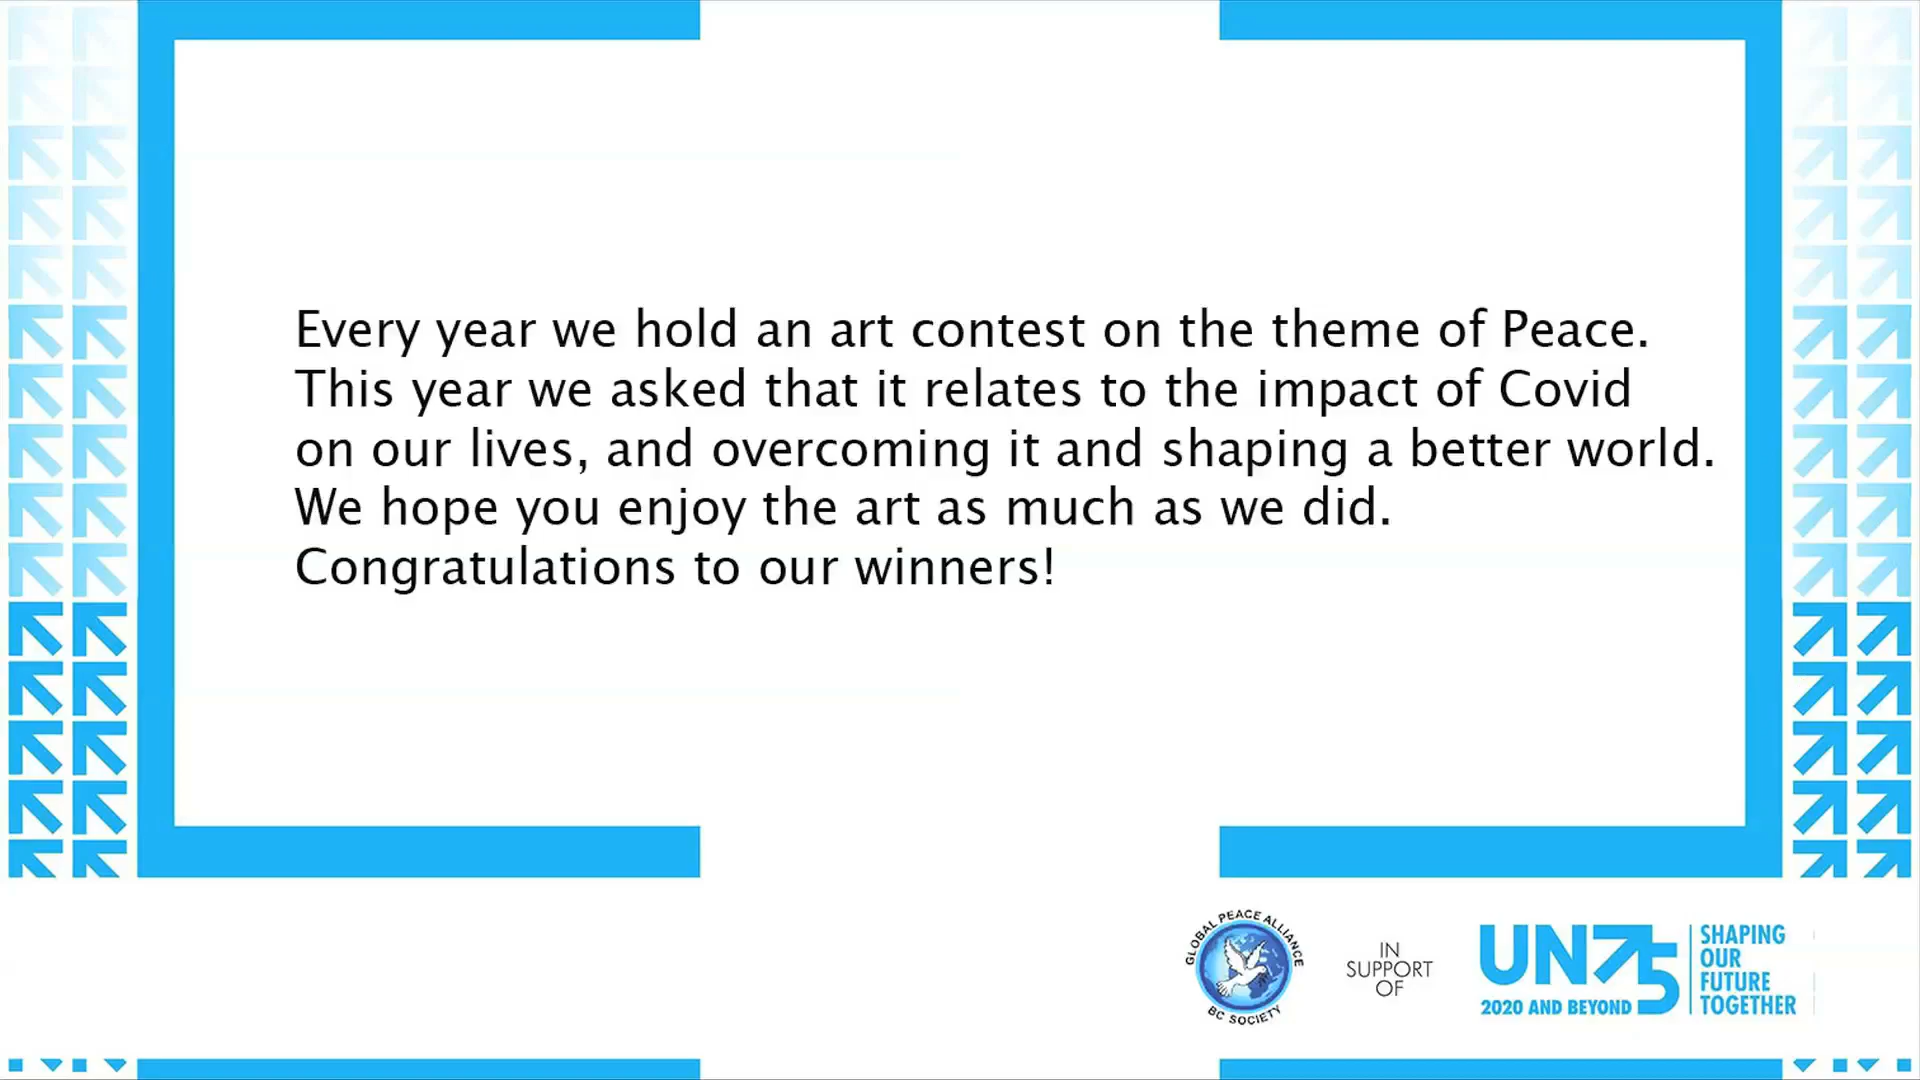 Every year we hold an art contest on the theme of Peace.
This year we asked that it relates to the impact of Covid
on our lives, and overcoming it and shaping a better world.
We hope you enjoy the art as much as we did.
Congratulations to our winners!
GLOBAL PEACE ALLIANCE
BC SOCIETY
IN
SUPPORT
OF
UN75
2020 AND BEYOND
SHAPING
OUR
FUTURE
TOGETHER